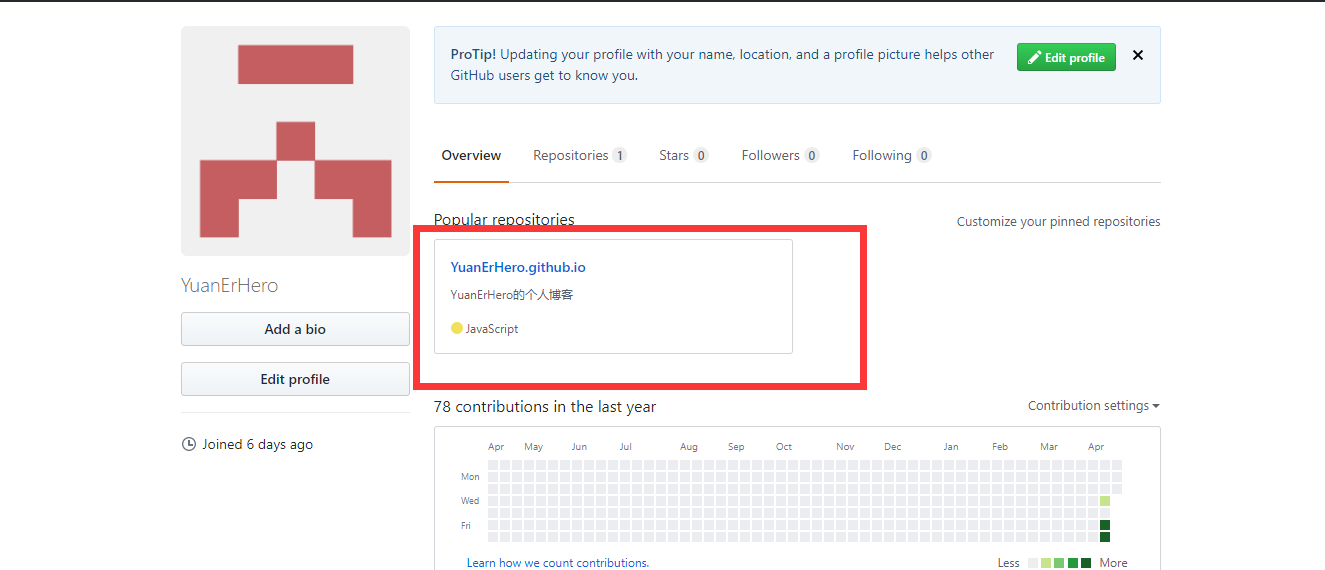 ProTip! Updating your profile with your name, location, and a profile picture helps other
GitHub users get to know you.
Edit profile
Overview
Repositories 1
Stars 0
Followers 0
Following 0
Popular repositories
Customize your pinned repositories
YuanErHero.github.io
YuanErHero的个人博客
JavaScript
YuanErHero
Add a bio
Edit profile
Joined 6 days ago
78 contributions in the last year
Contribution settings
Apr May Jun Jul Aug Sep Oct Nov Dec Jan Feb Mar Apr
Mon
Wed
Fri
Learn how we count contributions.
Less
More